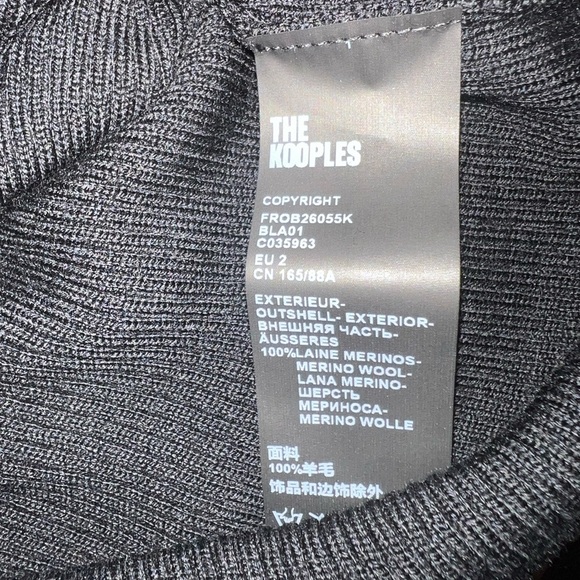 THE
KOOPLES
COPYRIGHT
FROB26055K
BLA01
C035963
EU 2
CN 165/88A
EXTERIEUR-
OUTSHELL- EXTERIOR-
ВНЕШНЯЯ ЧАСТЬ-
ÄUSSERES
100%LAINE MERINOS-
MERINO WOOL-
LANA MERINO-
ШЕРСТЬ
МЕРИНОСА-
MERINO WOLLE
面料
100%羊毛
饰品和边饰除外